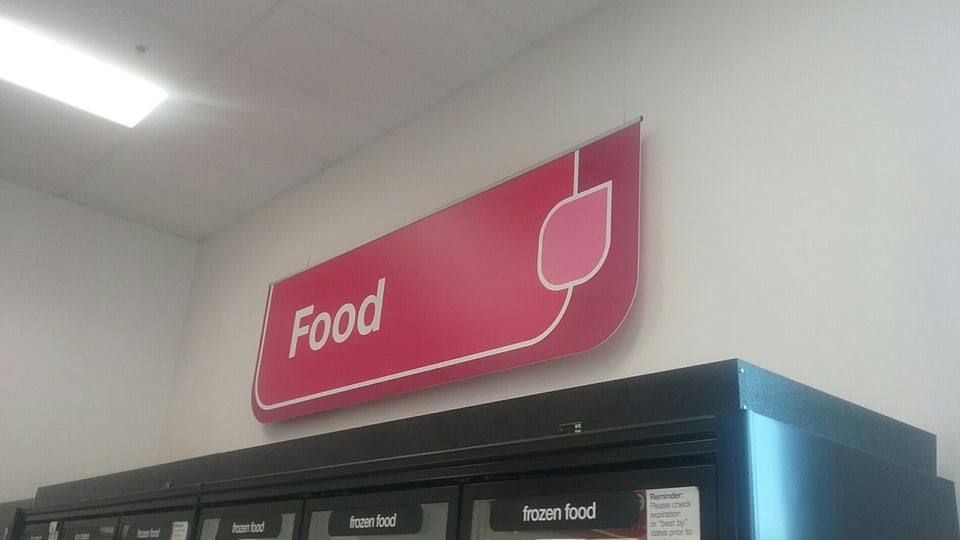 Food
frozen food
frozen food
frozen food
frozen food
Reminder:
Please check
expiration
or "best by"
dates prior to